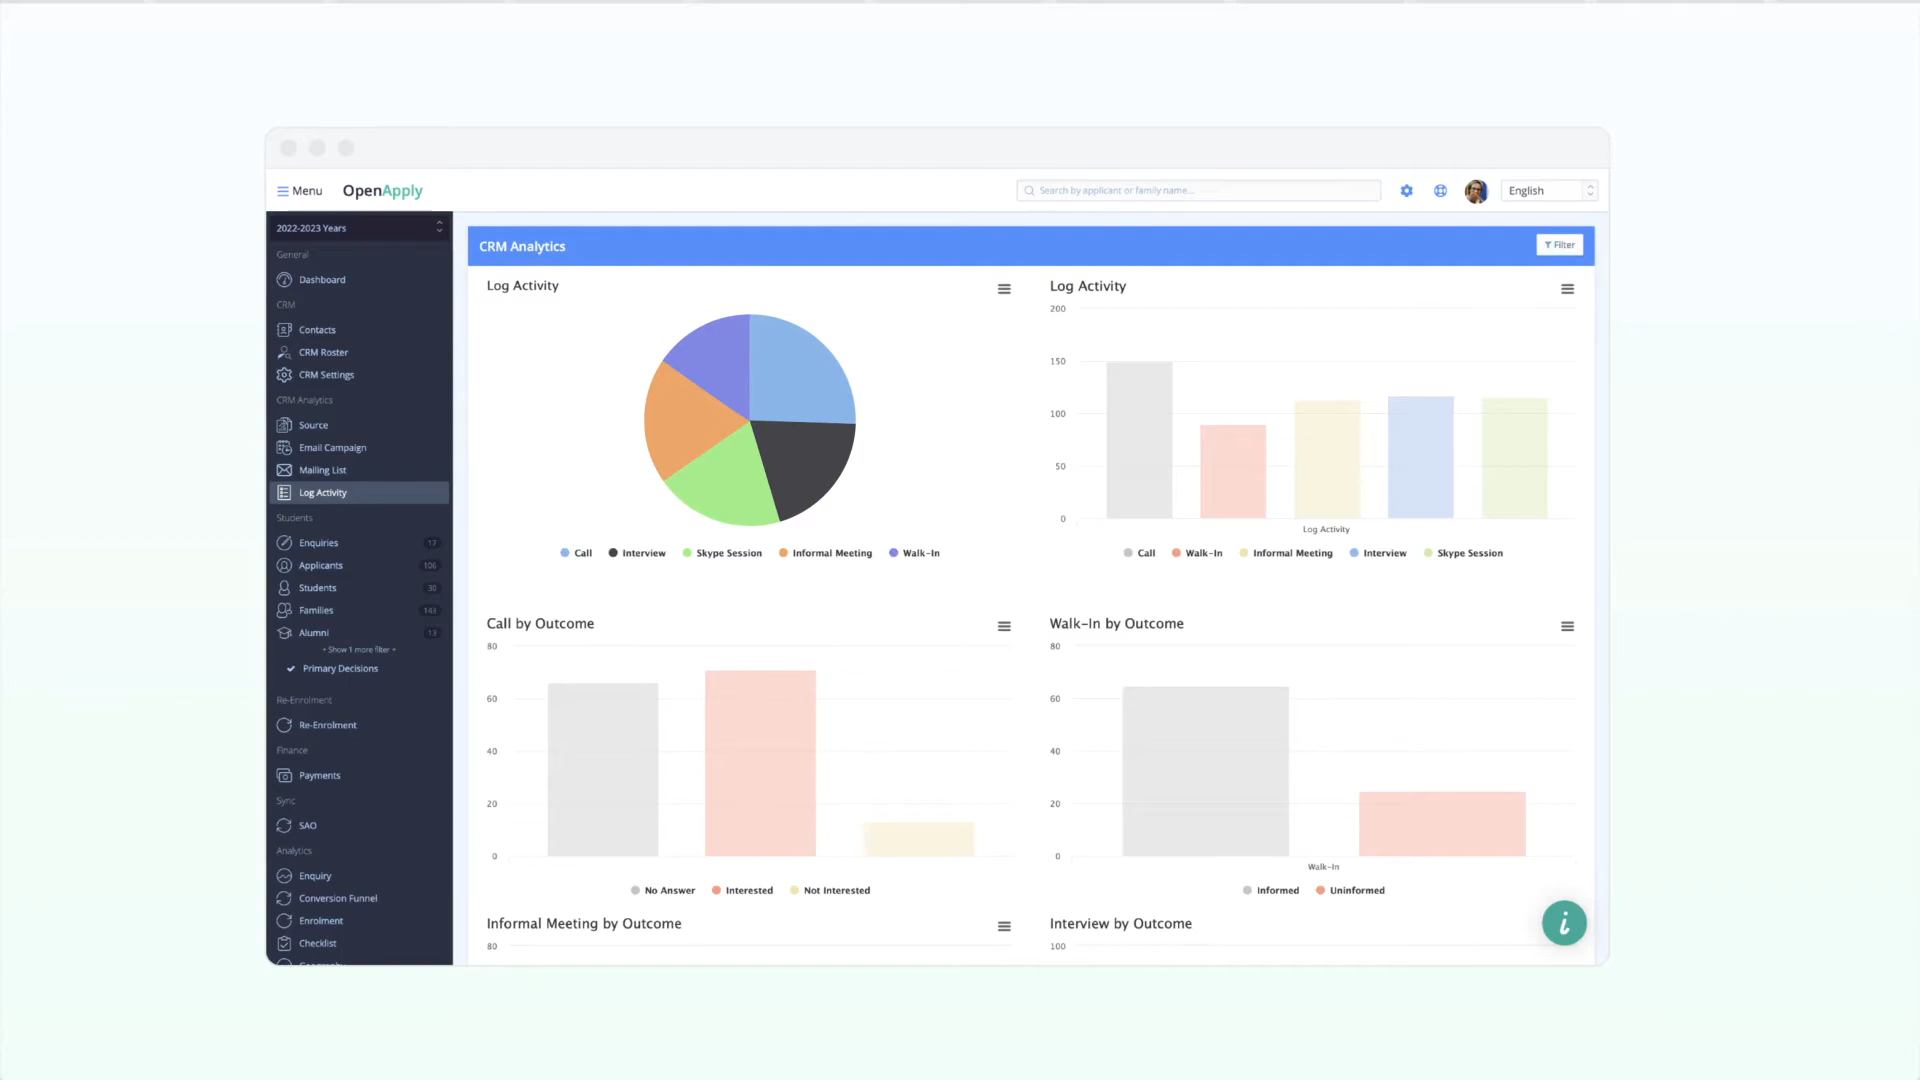 Menu
OpenApply
Search by applicant or family name...
English
2022-2023 Years
General
Dashboard
CRM
Contacts
CRM Roster
CRM Settings
CRM Analytics
Source
Email Campaign
Mailing List
Log Activity
Students
Enquiries 17
Applicants 106
Students 30
Families 143
Alumni 13
+ Show 1 more filter +
Primary Decisions
Re-Enrolment
Re-Enrolment
Finance
Payments
Sync
SAO
Analytics
Enquiry
Conversion Funnel
Enrolment
Checklist
CRM Analytics
Filter
Log Activity
Call Interview Skype Session Informal Meeting Walk-In
Log Activity
200
150
100
50
0
Log Activity
Call Walk-In Informal Meeting Interview Skype Session
Call by Outcome
80
60
40
20
0
No Answer Interested Not Interested
Walk-In by Outcome
80
60
40
20
0
Walk-In
Informed Uninformed
Informal Meeting by Outcome
80
Interview by Outcome
100
i